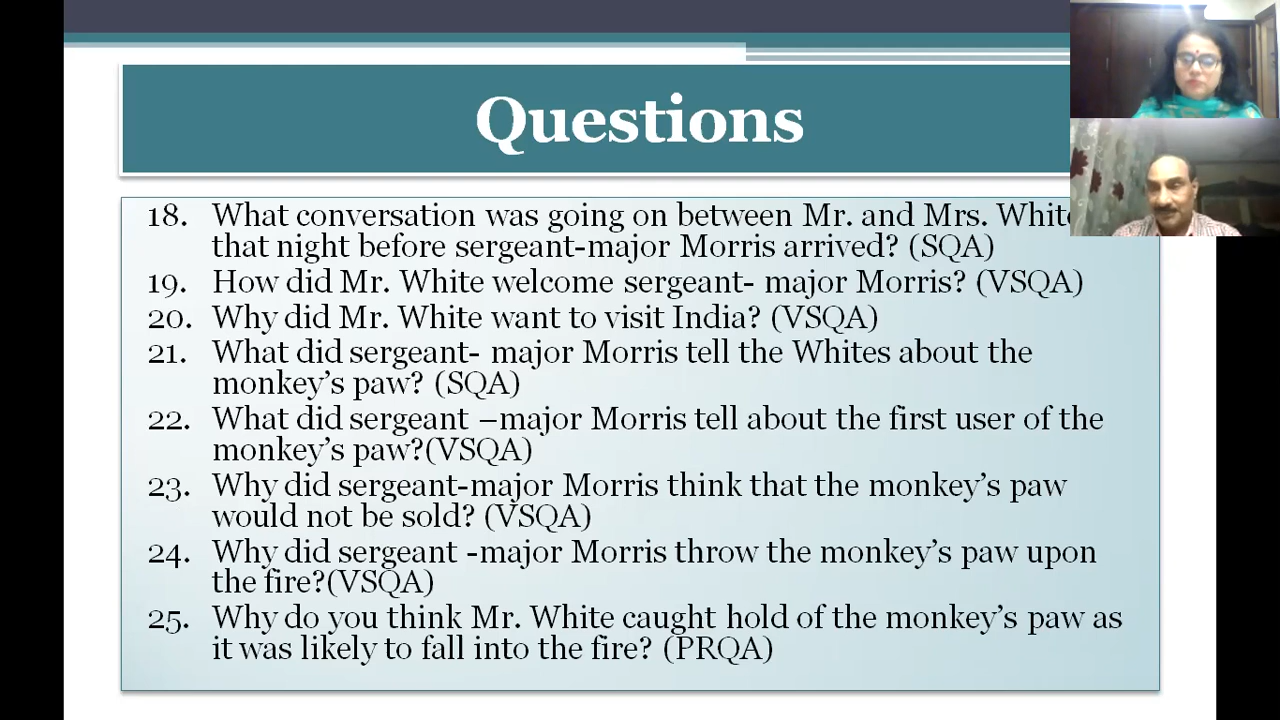 Questions
18. What conversation was going on between Mr. and Mrs. White
that night before sergeant-major Morris arrived? (SQA)
19. How did Mr. White welcome sergeant- major Morris? (VSQA)
20. Why did Mr. White want to visit India? (VSQA)
21. What did sergeant- major Morris tell the Whites about the
monkey's paw? (SQA)
22. What did sergeant –major Morris tell about the first user of the
monkey's paw?(VSQA)
23. Why did sergeant-major Morris think that the monkey's paw
would not be sold? (VSQA)
24. Why did sergeant -major Morris throw the monkey's paw upon
the fire?(VSQA)
25. Why do you think Mr. White caught hold of the monkey's paw as
it was likely to fall into the fire? (PRQA)